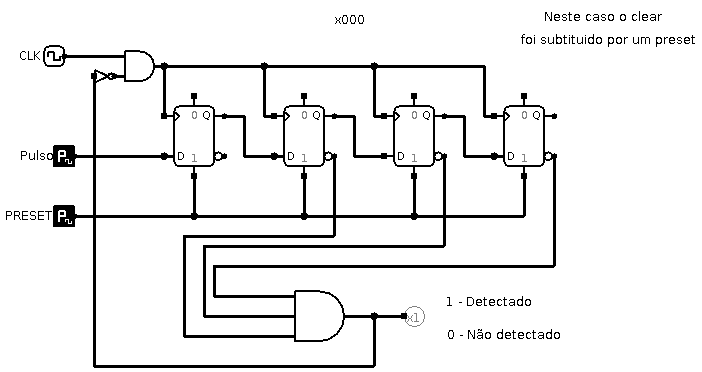 x000
Neste caso o clear
foi subtituido por um preset
CLK
0 Q 0 Q 0 Q 0 Q
Pulso P D 1 D 1 D 1 D 1
PRESET P
1 - Detectado
x1
0 - Não detectado